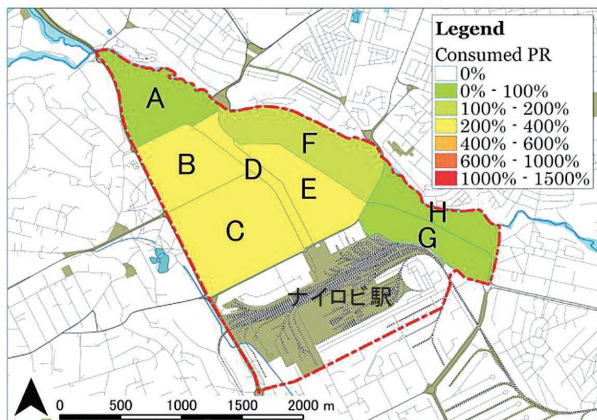 Legend
Consumed PR
0%
0% - 100%
100% - 200%
200% - 400%
400% - 600%
600% - 1000%
1000% - 1500%
A
F
B
D
E
H
C
G
ナイロビ駅
0 500 1000 1500 2000 m